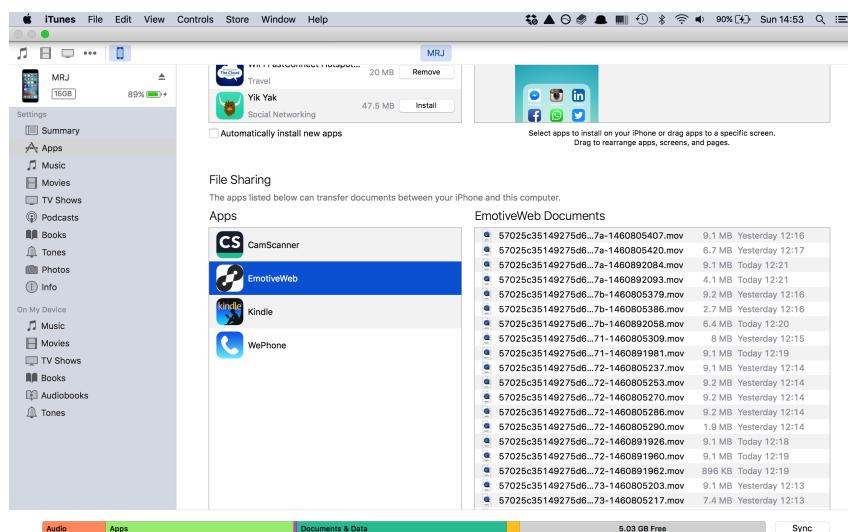 iTunes File Edit View Controls Store Window Help 90% Sun 14:53
MRJ
MRJ
16GB 89%
Settings
Summary
Apps
Music
Movies
TV Shows
Podcasts
Books
Tones
Photos
Info
On My Device
Music
Movies
TV Shows
Books
Audiobooks
Tones
WiFi FastConnect Hotspot... 20 MB Remove
Travel
Yik Yak
Social Networking 47.5 MB Install
Automatically install new apps
Select apps to install on your iPhone or drag apps to a specific screen.
Drag to rearrange apps, screens, and pages.
File Sharing
The apps listed below can transfer documents between your iPhone and this computer.
Apps
CS CamScanner
EmotiveWeb
kindle Kindle
WePhone
EmotiveWeb Documents
57025c35149275d6...7a-1460805407.mov 9.1 MB Yesterday 12:16
57025c35149275d6...7a-1460805420.mov 6.7 MB Yesterday 12:17
57025c35149275d6...7a-1460892084.mov 9.1 MB Today 12:21
57025c35149275d6...7a-1460892093.mov 4.1 MB Today 12:21
57025c35149275d6...7b-1460805379.mov 9.2 MB Yesterday 12:16
57025c35149275d6...7b-1460805386.mov 2.7 MB Yesterday 12:16
57025c35149275d6...7b-1460892058.mov 6.4 MB Today 12:20
57025c35149275d6...71-1460805309.mov 8 MB Yesterday 12:15
57025c35149275d6...71-1460891981.mov 9.1 MB Today 12:19
57025c35149275d6...72-1460805237.mov 9.1 MB Yesterday 12:14
57025c35149275d6...72-1460805253.mov 9.2 MB Yesterday 12:14
57025c35149275d6...72-1460805270.mov 9.2 MB Yesterday 12:14
57025c35149275d6...72-1460805286.mov 9.2 MB Yesterday 12:14
57025c35149275d6...72-1460805290.mov 1.9 MB Yesterday 12:14
57025c35149275d6...72-1460891926.mov 9.1 MB Today 12:18
57025c35149275d6...72-1460891960.mov 9.1 MB Today 12:19
57025c35149275d6...72-1460891962.mov 896 KB Today 12:19
57025c35149275d6...73-1460805203.mov 9.1 MB Yesterday 12:13
57025c35149275d6...73-1460805217.mov 7.4 MB Yesterday 12:13
Audio Apps Documents & Data 5.03 GB Free Sync